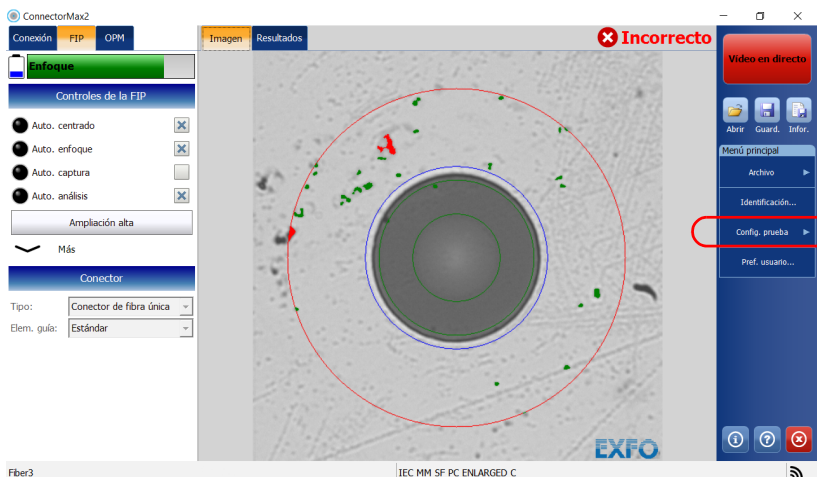 ConnectorMax2
Conexión FIP OPM
Enfoque
Controles de la FIP
Auto. centrado
Auto. enfoque
Auto. captura
Auto. análisis
Ampliación alta
Más
Conector
Tipo: Conector de fibra única
Elem. guía: Estándar
Imagen Resultados
Incorrecto
EXFO
Vídeo en directo
Abrir Guard. Infor.
Menú principal
Archivo
Identificación...
Config. prueba
Pref. usuario...
Fiber3
IEC MM SF PC ENLARGED C